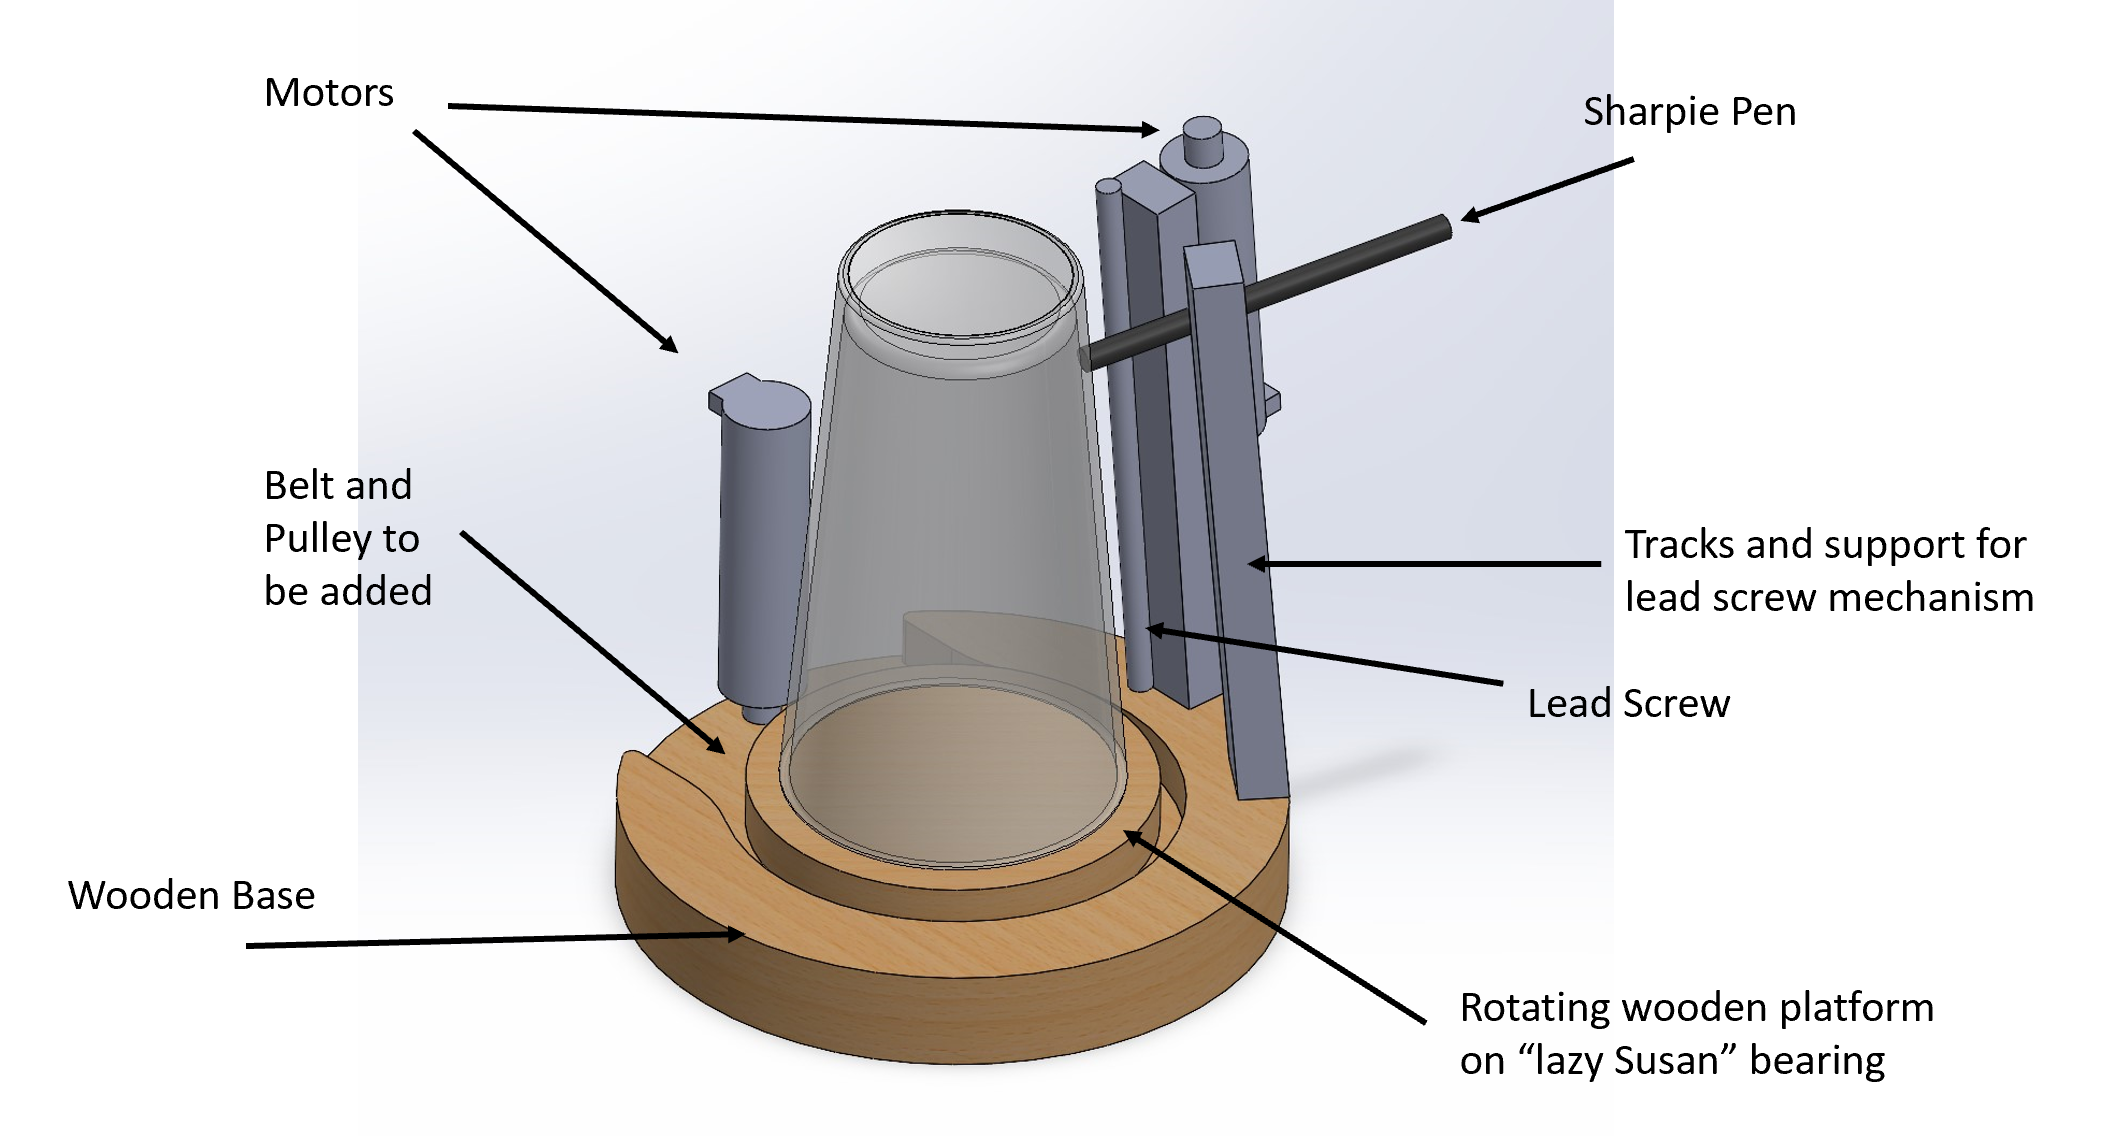 Motors
Sharpie Pen
Belt and
Pulley to
be added
Tracks and support for
lead screw mechanism
Lead Screw
Wooden Base
Rotating wooden platform
on “lazy Susan” bearing